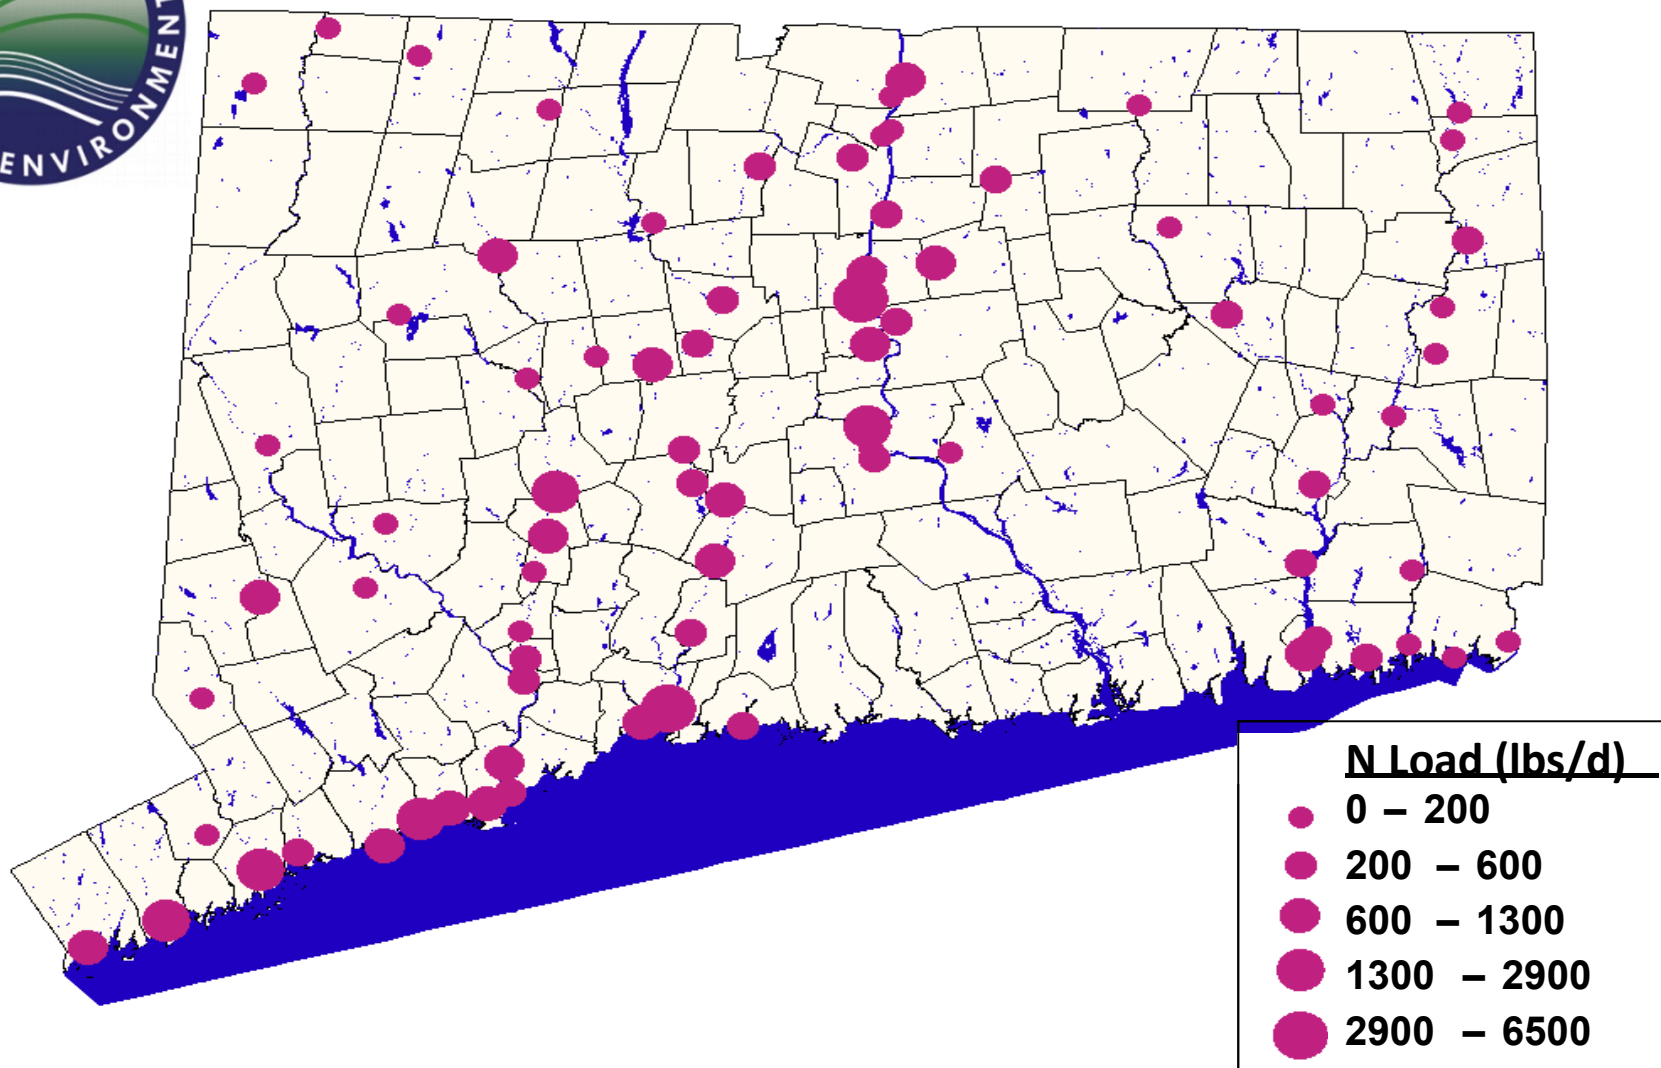 ENVIRONMENT
N Load (lbs/d)
0 – 200
200 – 600
600 – 1300
1300 – 2900
2900 – 6500